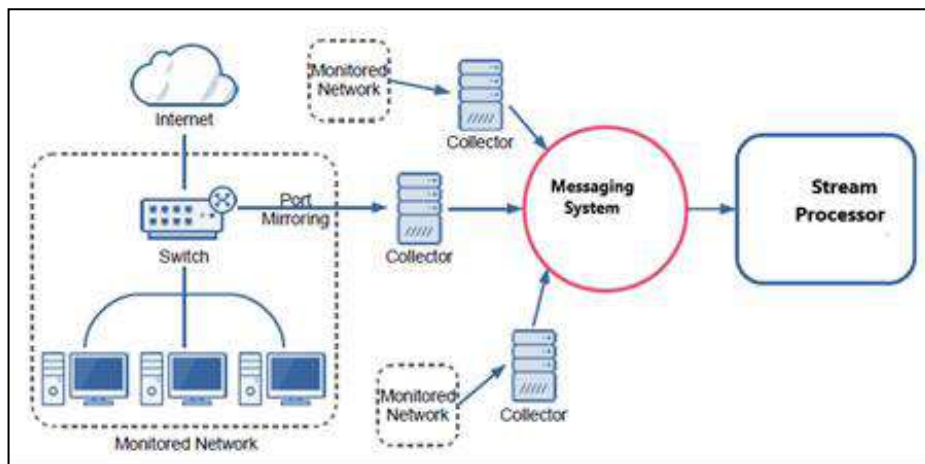 Internet
Switch
Monitored Network
Port
Mirroring
Collector
Monitored
Network
Collector
Monitored
Network
Collector
Messaging
System
Stream
Processor